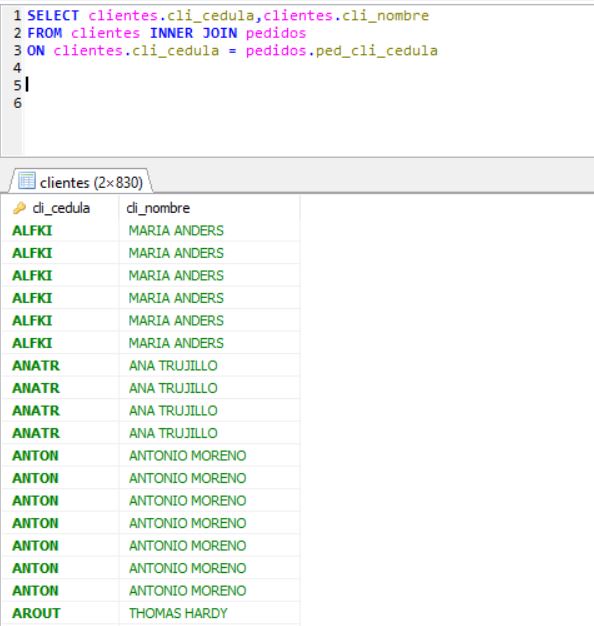 1 SELECT clientes.cli_cedula,clientes.cli_nombre
2 FROM clientes INNER JOIN pedidos
3 ON clientes.cli_cedula = pedidos.ped_cli_cedula
4
5
6
clientes (2×830)
cli_cedula cli_nombre
ALFKI MARIA ANDERS
ALFKI MARIA ANDERS
ALFKI MARIA ANDERS
ALFKI MARIA ANDERS
ALFKI MARIA ANDERS
ALFKI MARIA ANDERS
ANATR ANA TRUJILLO
ANATR ANA TRUJILLO
ANATR ANA TRUJILLO
ANATR ANA TRUJILLO
ANTON ANTONIO MORENO
ANTON ANTONIO MORENO
ANTON ANTONIO MORENO
ANTON ANTONIO MORENO
ANTON ANTONIO MORENO
ANTON ANTONIO MORENO
ANTON ANTONIO MORENO
AROUT THOMAS HARDY